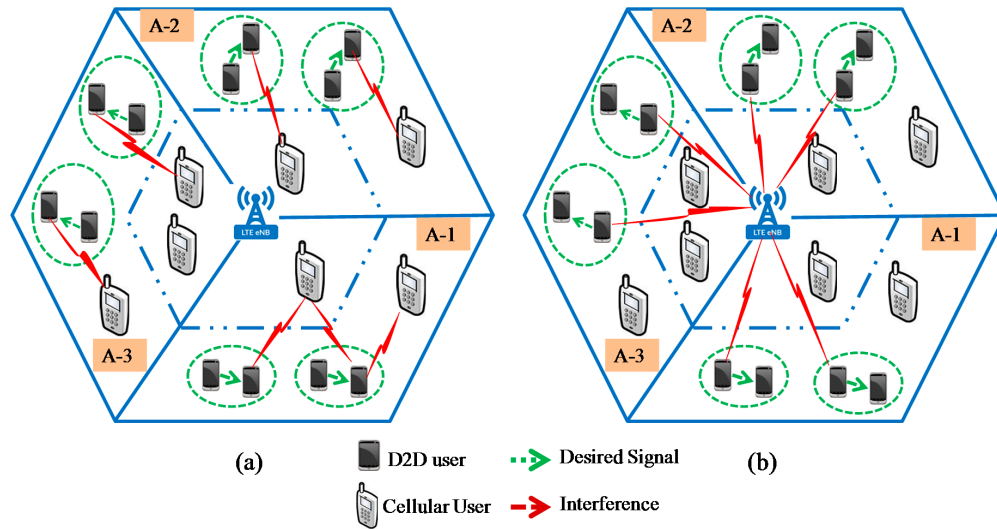 A-2
A-2
LTE eNB
A-1
LTE eNB
A-1
A-3
A-3
(a)
D2D user
Desired Signal
(b)
Cellular User
Interference